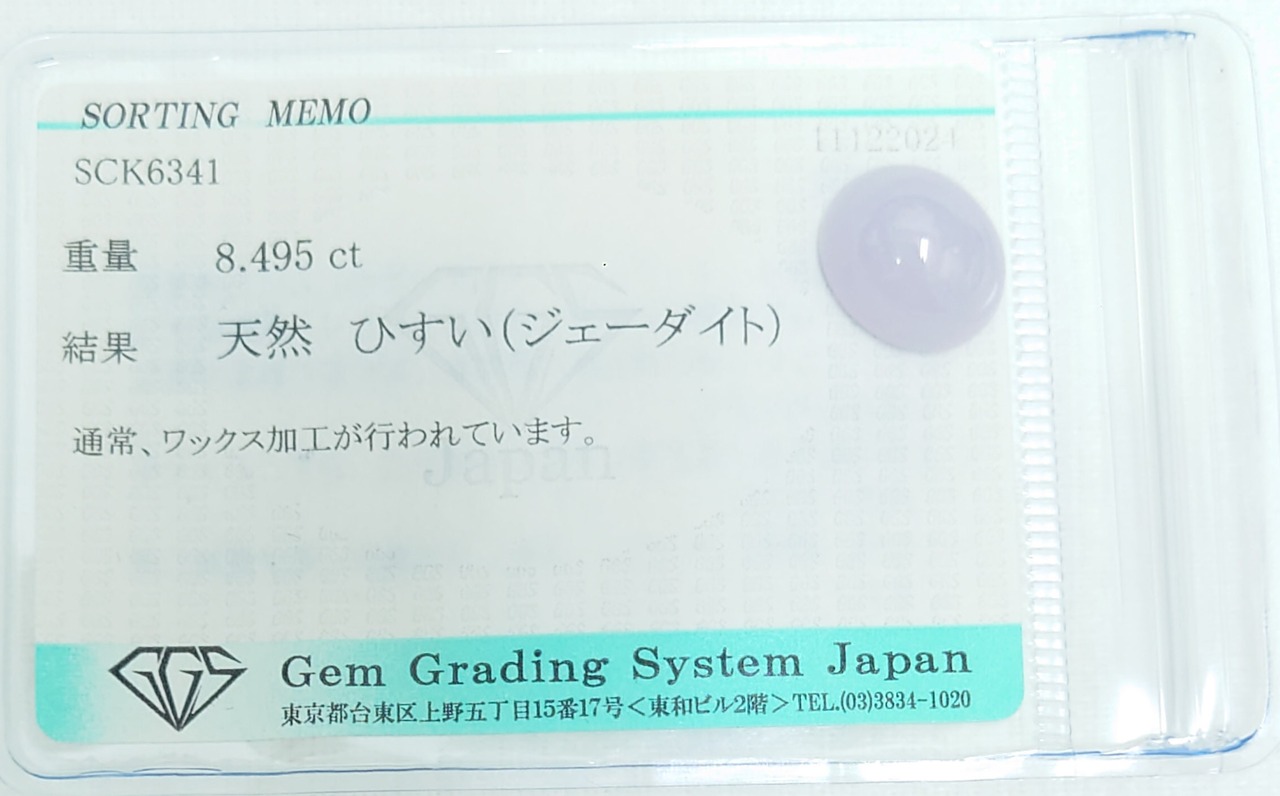 SORTING MEMO
11122024
SCK6341
重量 8.495 ct
結果 天然 ひすい(ジェーダイト)
通常、ワックス加工が行われています。
Japan
GGS
Gem Grading System Japan
東京都台東区上野五丁目15番17号<東和ビル2階>TEL.(03)3834-1020